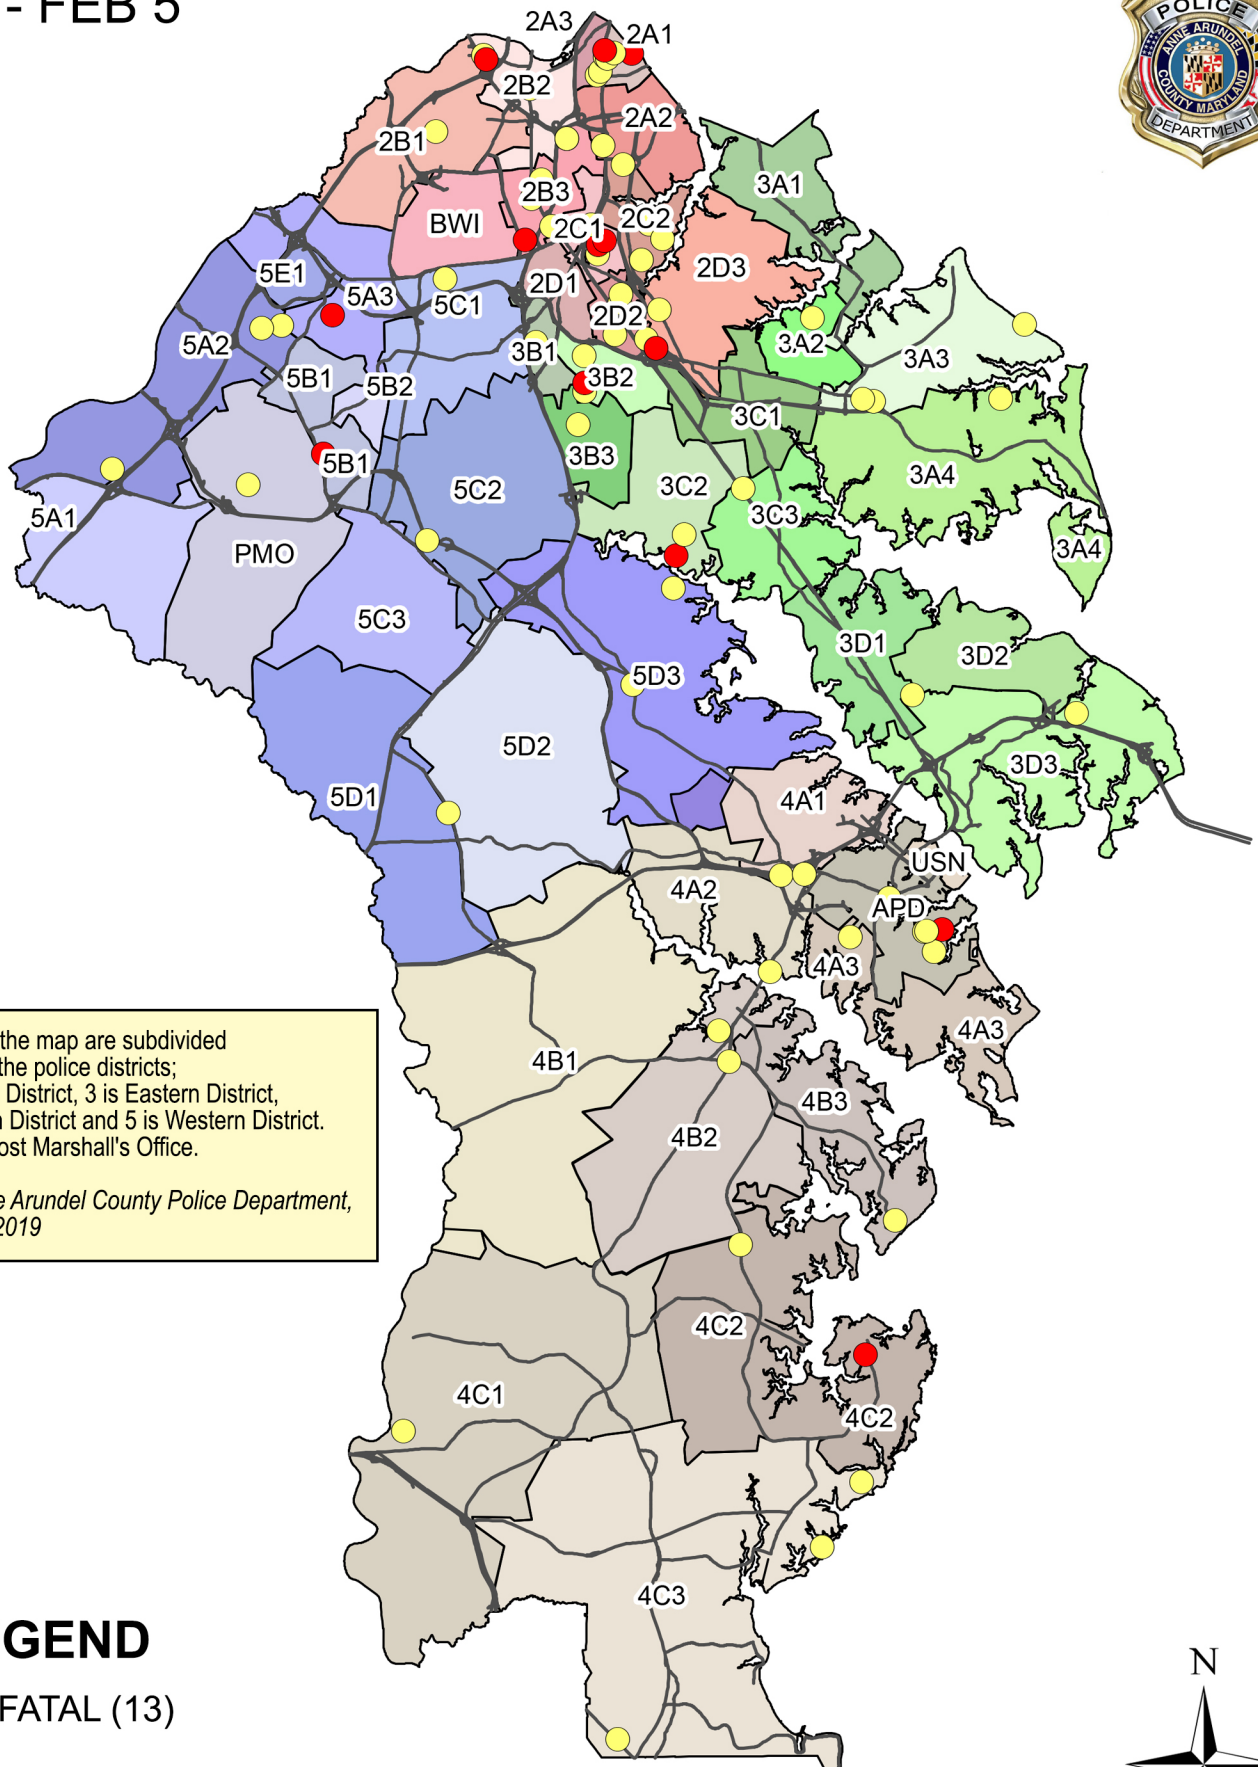 - FEB 5
POLICE
ANNE ARUNDEL
COUNTY MARYLAND
DEPARTMENT
2A3
2A1
2B2
2A2
2B1
3A1
2B3
BWI
2C1
2C2
2D3
5E1
2D1
5A3
5C1
2D2
5A2
3B1
3A2
3A3
5B1
5B2
3B2
3C1
3B3
5B1
5C2
3C2
3A4
5A1
3C3
PMO
3A4
5C3
3D1
3D2
5D3
5D2
3D3
5D1
4A1
USN
4A2
APD
4A3
4A3
the map are subdivided
the police districts;
District, 3 is Eastern District,
District and 5 is Western District.
ost Marshall's Office.
e Arundel County Police Department,
2019
4B1
4B3
4B2
4C2
4C1
4C2
4C3
GEND
FATAL (13)
N